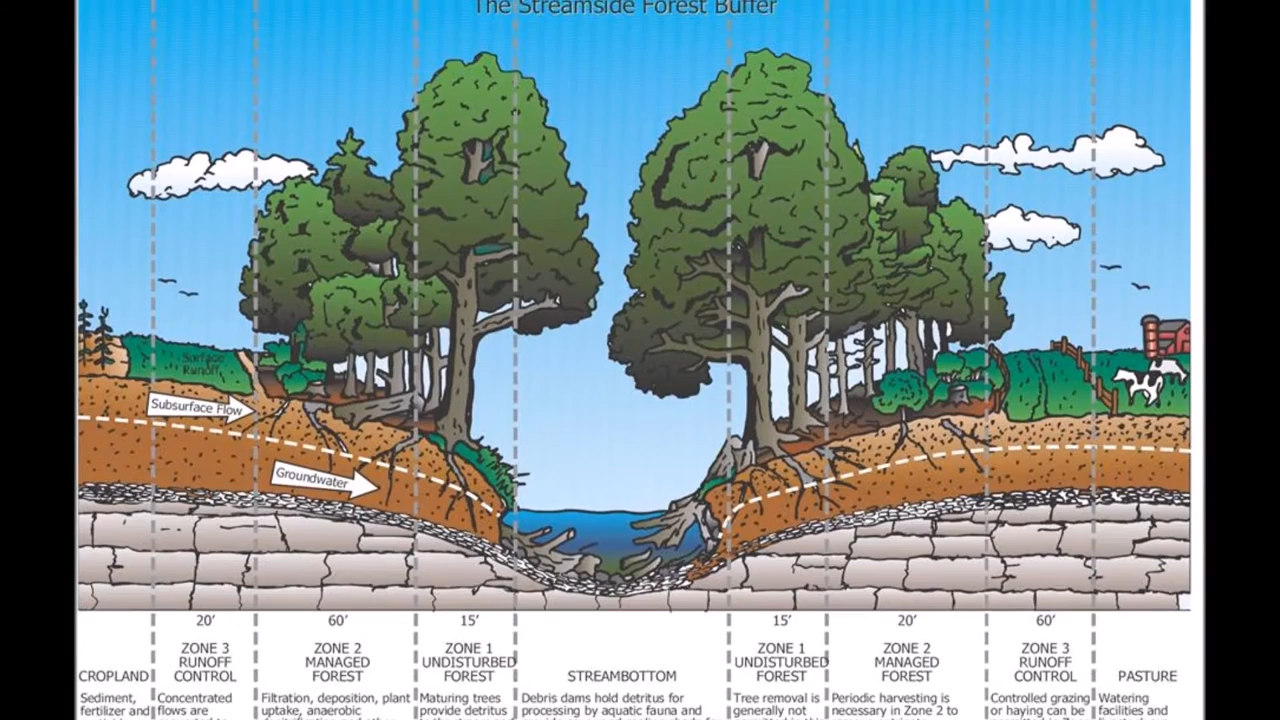 The Streamside Forest Buffer
Surface
Runoff
Subsurface Flow
Groundwater
20' 60' 15' 15' 20' 60'
CROPLAND
ZONE 3
RUNOFF
CONTROL
ZONE 2
MANAGED
FOREST
ZONE 1
UNDISTURBED
FOREST
STREAMBOTTOM
ZONE 1
UNDISTURBED
FOREST
ZONE 2
MANAGED
FOREST
ZONE 3
RUNOFF
CONTROL
PASTURE
Sediment,
fertilizer and
Concentrated
flows are
Filtration, deposition, plant
uptake, anaerobic
Maturing trees
provide detritus
Debris dams hold detritus for
processing by aquatic fauna and
Tree removal is
generally not
Periodic harvesting is
necessary in Zone 2 to
Controlled grazing
or haying can be
Watering
facilities and